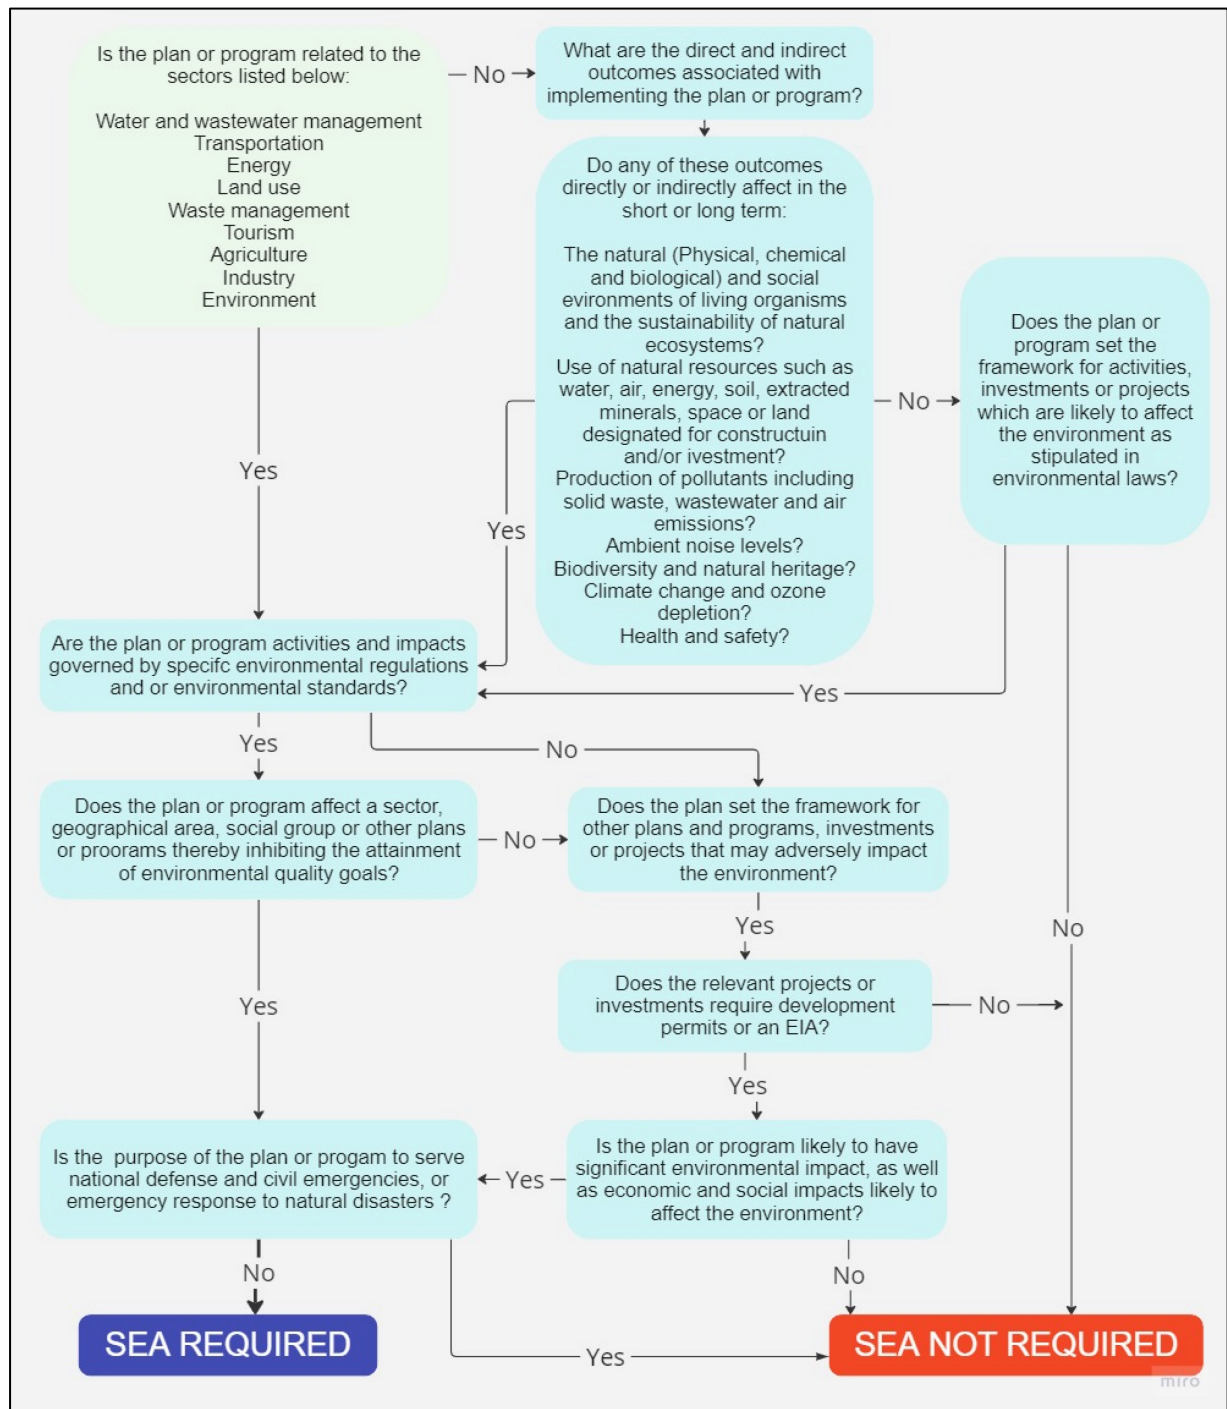 Is the plan or program related to the
sectors listed below:
Water and wastewater management
Transportation
Energy
Land use
Waste management
Tourism
Agriculture
Industry
Environment
No
What are the direct and indirect
outcomes associated with
implementing the plan or program?
Do any of these outcomes
directly or indirectly affect in the
short or long term:
The natural (Physical, chemical
and biological) and social
evironments of living organisms
and the sustainability of natural
ecosystems?
Use of natural resources such as
water, air, energy, soil, extracted
minerals, space or land
designated for constructuin
and/or ivestment?
Production of pollutants including
solid waste, wastewater and air
emissions?
Ambient noise levels?
Biodiversity and natural heritage?
Climate change and ozone
depletion?
Health and safety?
No
Does the plan or
program set the
framework for activities,
investments or projects
which are likely to affect
the environment as
stipulated in
environmental laws?
Yes
Yes
Yes
Are the plan or program activities and impacts
governed by specifc environmental regulations
and or environmental standards?
Yes
No
Does the plan or program affect a sector,
geographical area, social group or other plans
or proorams thereby inhibiting the attainment
of environmental quality goals?
No
Does the plan set the framework for
other plans and programs, investments
or projects that may adversely impact
the environment?
Yes
No
Does the relevant projects or
investments require development
permits or an EIA?
No
Yes
Yes
Is the purpose of the plan or progam to serve
national defense and civil emergencies, or
emergency response to natural disasters ?
Yes
Is the plan or program likely to have
significant environmental impact, as well
as economic and social impacts likely to
affect the environment?
No
No
SEA REQUIRED
Yes
SEA NOT REQUIRED
miro